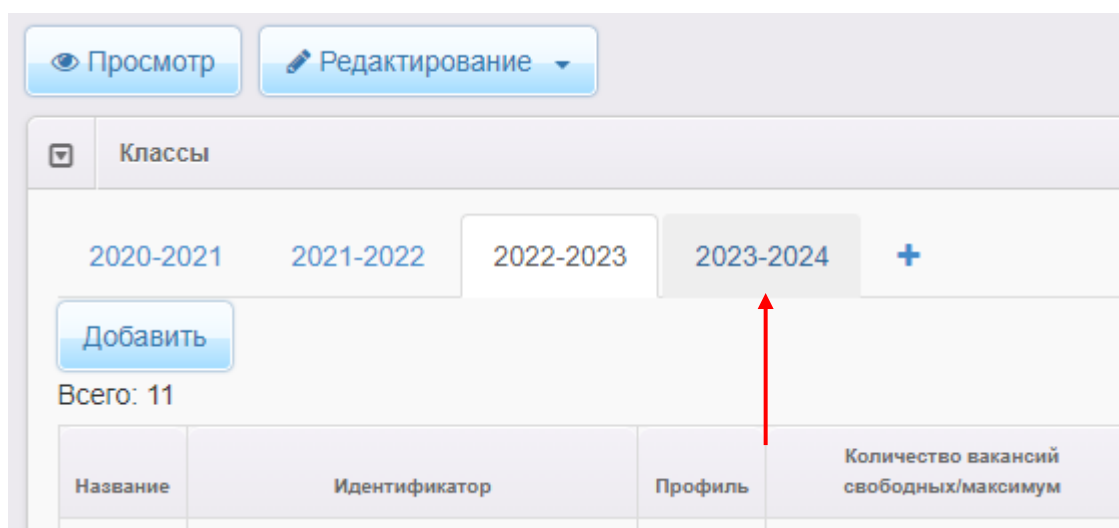 Просмотр Редактирование
Классы
2020-2021 2021-2022 2022-2023 2023-2024 +
Добавить
Всего: 11
Название Идентификатор Профиль Количество вакансий
свободных/максимум